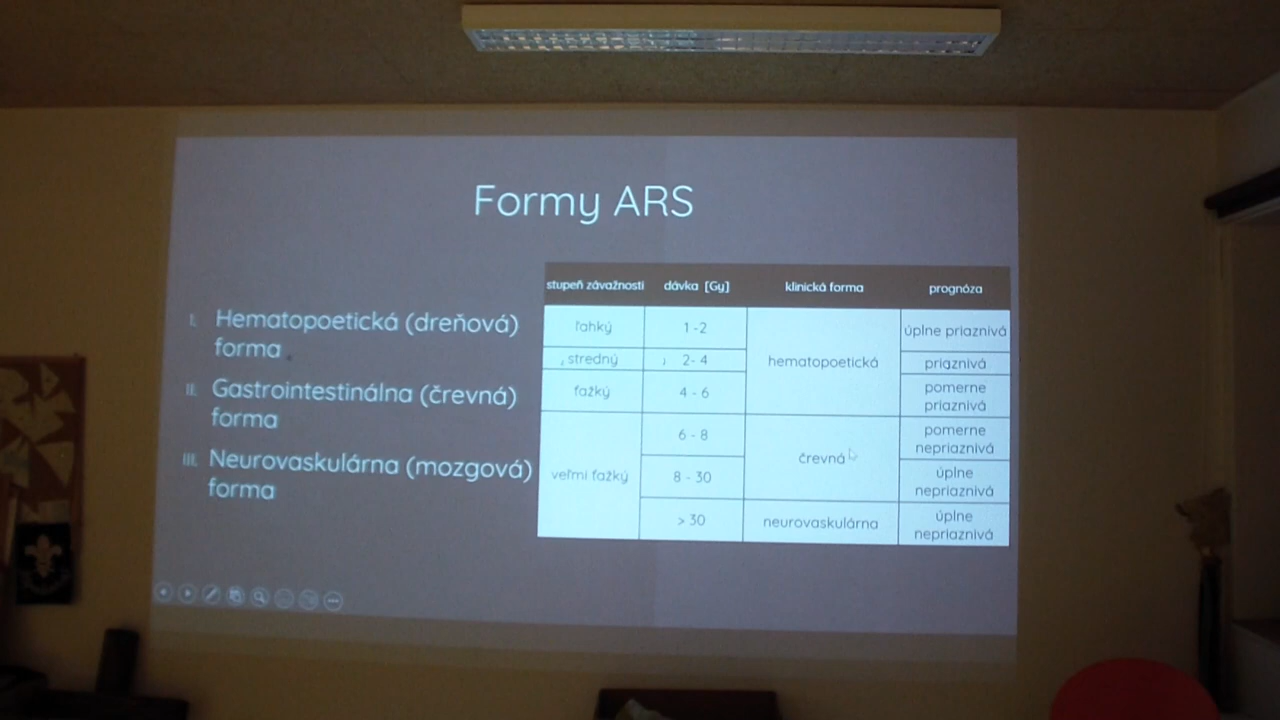 Formy ARS
I. Hematopoetická (dreňová)
forma
II. Gastrointestinálna (črevná)
forma
III. Neurovaskulárna (mozgová)
forma
stupeň závažnosti dávka [Gy] klinická forma prognóza
ľahký 1 -2 hematopoetická úplne priaznivá
stredný 2- 4 priaznivá
ťažký 4 - 6 pomerne
priaznivá
veľmi ťažký 6 - 8 črevná pomerne
nepriaznivá
8 - 30 úplne
nepriaznivá
> 30 neurovaskulárna úplne
nepriaznivá